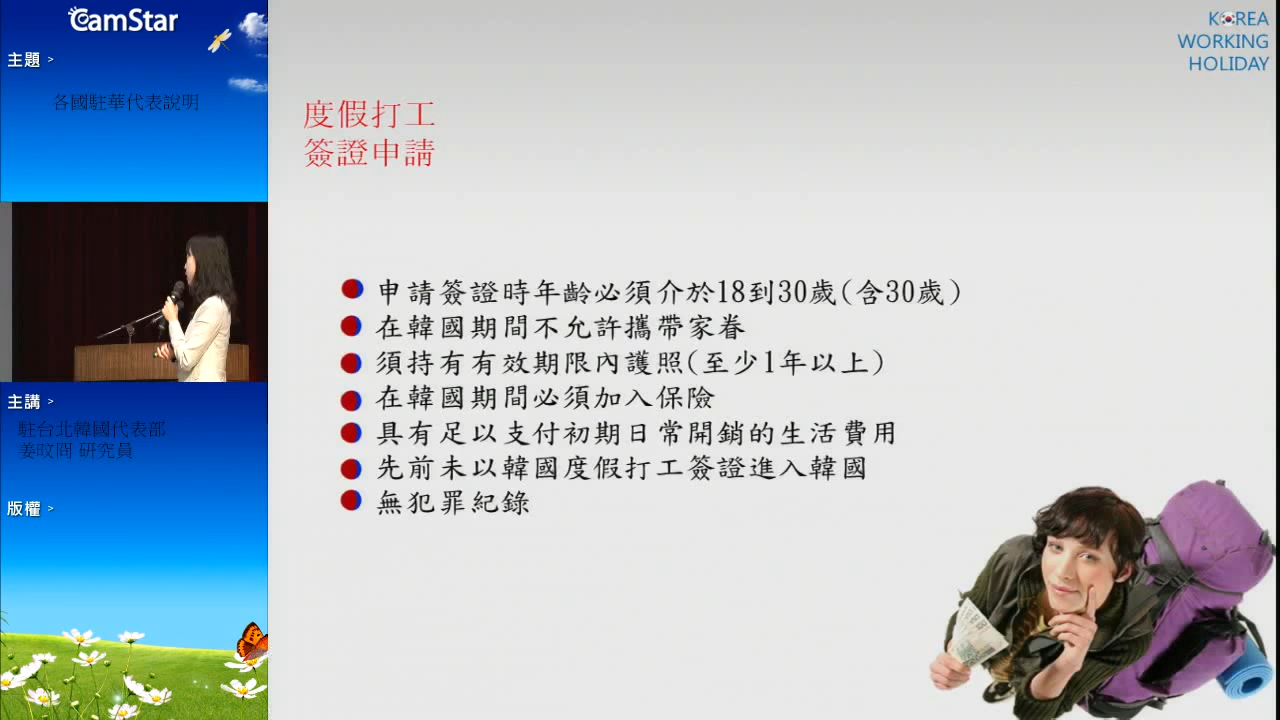 CamStar
主題 >
各國駐華代表說明
主講 >
駐台北韓國代表部
姜旼冏 研究員
版權 >
KOREA
WORKING
HOLIDAY
度假打工
簽證申請
申請簽證時年齡必須介於18到30歲(含30歲)
在韓國期間不允許攜帶家眷
須持有有效期限內護照(至少1年以上)
在韓國期間必須加入保險
具有足以支付初期日常開銷的生活費用
先前未以韓國度假打工簽證進入韓國
無犯罪紀錄